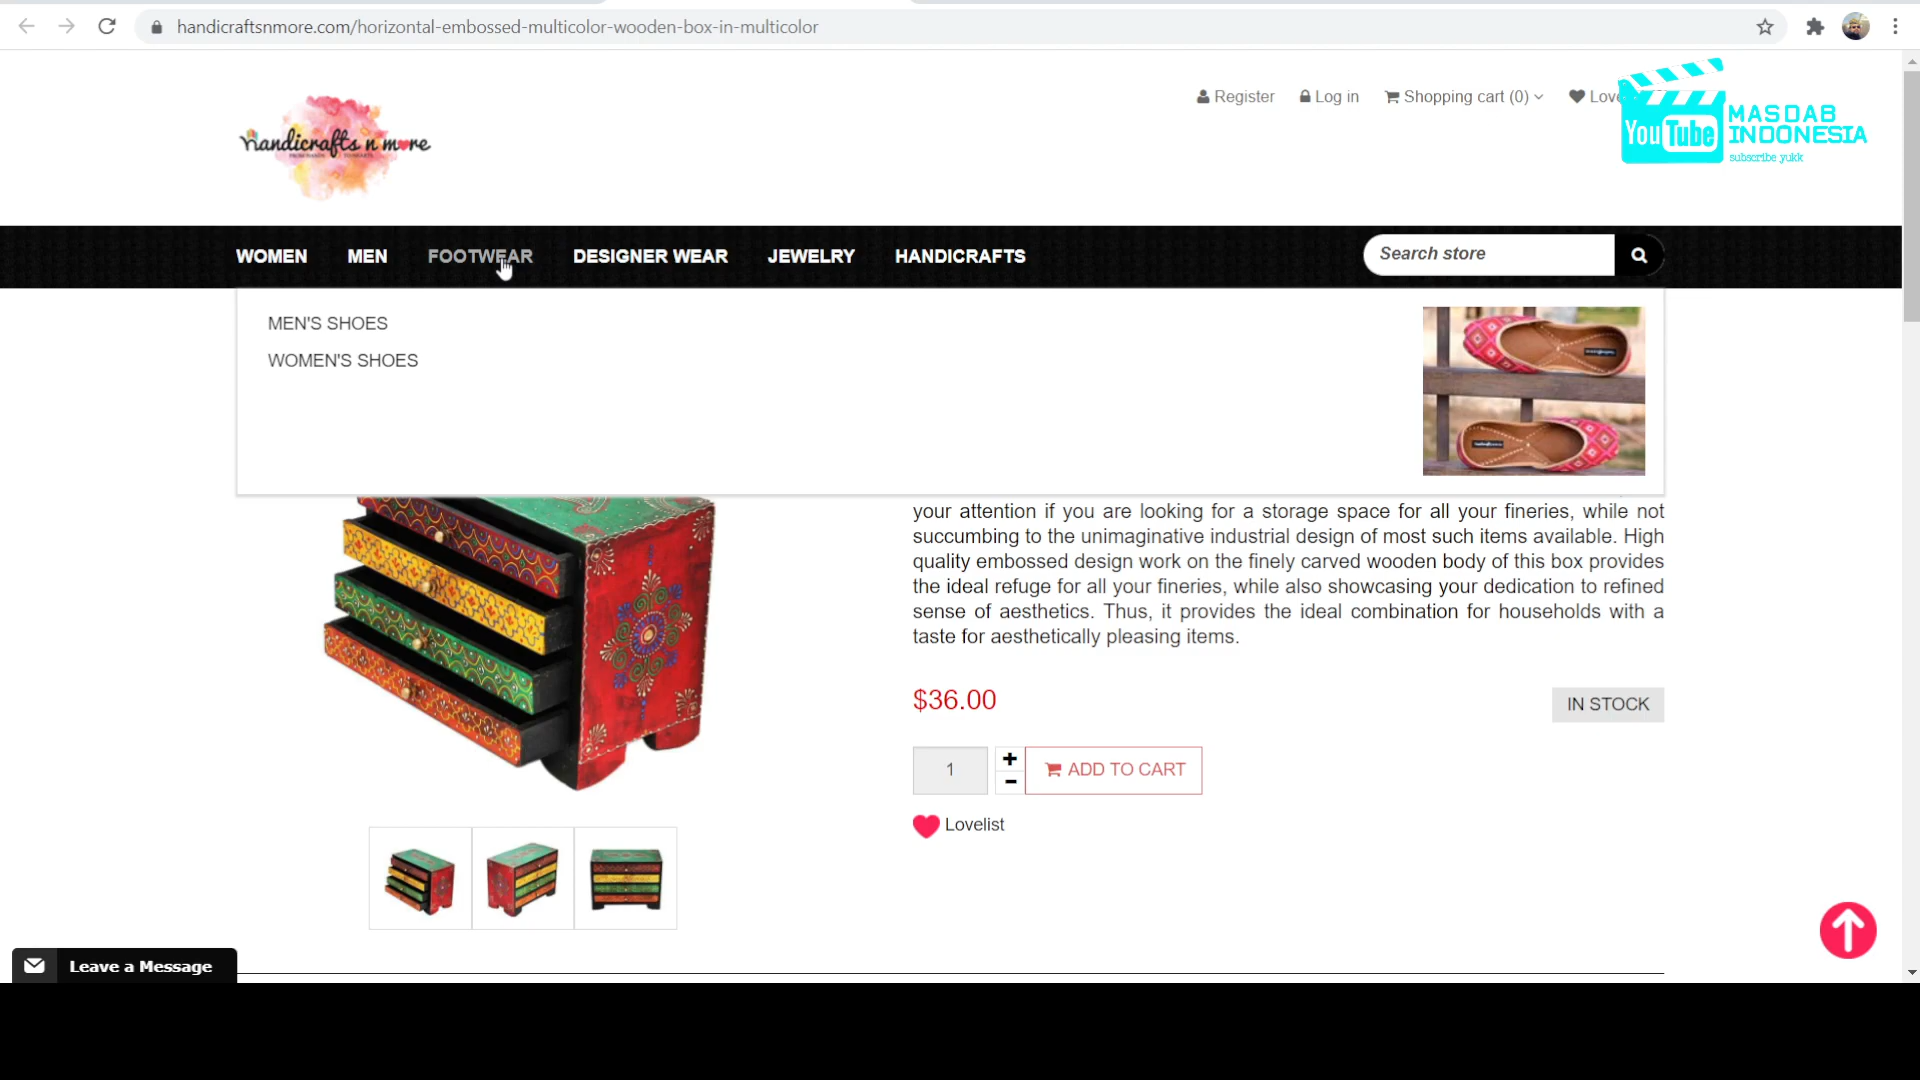 handicraftsnmore.com/horizontal-embossed-multicolor-wooden-box-in-multicolor
handicrafts n more
Register
Log in
Shopping cart (0)
Love
YouTube
MASDAB
INDONESIA
subscribe yukk
WOMEN
MEN
FOOTWEAR
DESIGNER WEAR
JEWELRY
HANDICRAFTS
Search store
MEN'S SHOES
WOMEN'S SHOES
your attention if you are looking for a storage space for all your fineries, while not
succumbing to the unimaginative industrial design of most such items available. High
quality embossed design work on the finely carved wooden body of this box provides
the ideal refuge for all your fineries, while also showcasing your dedication to refined
sense of aesthetics. Thus, it provides the ideal combination for households with a
taste for aesthetically pleasing items.
$36.00
IN STOCK
1
+
-
ADD TO CART
Lovelist
Leave a Message